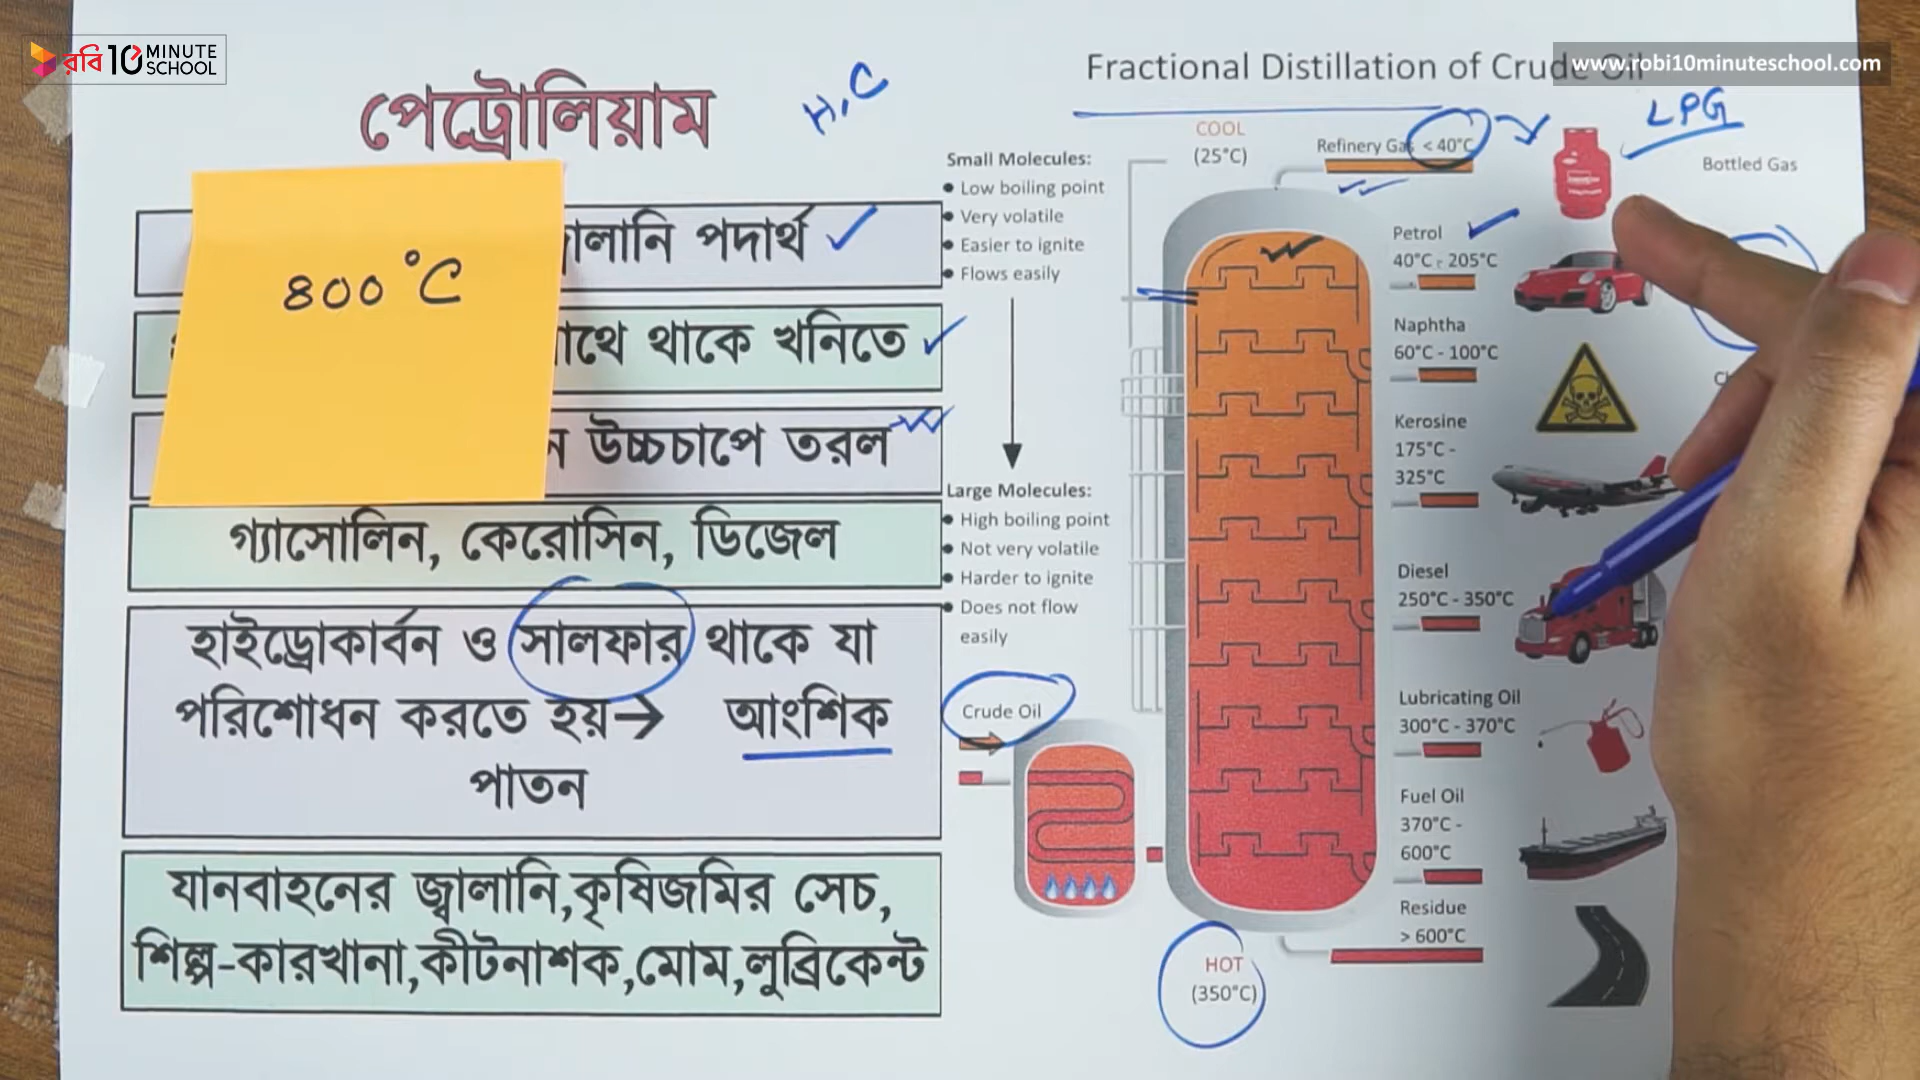 রবি 10 MINUTE SCHOOL
www.robi10minuteschool.com
পেট্রোলিয়াম
H, C
৪০০°C
পদার্থ
থাকে খনিতে
উচ্চচাপে তরল
গ্যাসোলিন, কেরোসিন, ডিজেল
হাইড্রোকার্বন ও সালফার থাকে যা
পরিশোধন করতে হয়→ আংশিক
পাতন
যানবাহনের জ্বালানি,কৃষিজমির সেচ,
শিল্প-কারখানা,কীটনাশক,মোম,লুব্রিকেন্ট
Fractional Distillation of Crude Oil
COOL
(25°C)
Small Molecules:
Low boiling point
Very volatile
Easier to ignite
Flows easily
Large Molecules:
High boiling point
Not very volatile
Harder to ignite
Does not flow
easily
Crude Oil
HOT
(350°C)
Refinery Gas < 40°C
LPG
Bottled Gas
Petrol
40°C - 205°C
Naphtha
60°C - 100°C
Kerosine
175°C -
325°C
Diesel
250°C - 350°C
Lubricating Oil
300°C - 370°C
Fuel Oil
370°C -
600°C
Residue
> 600°C